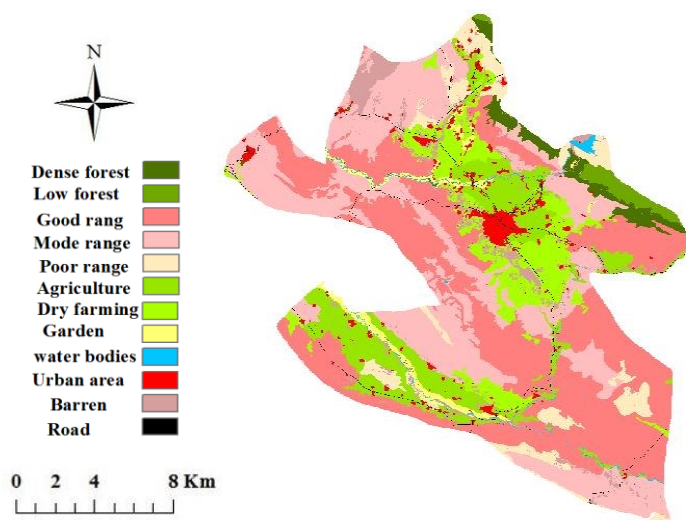 N
Dense forest
Low forest
Good rang
Mode range
Poor range
Agriculture
Dry farming
Garden
water bodies
Urban area
Barren
Road
0 2 4 8 Km